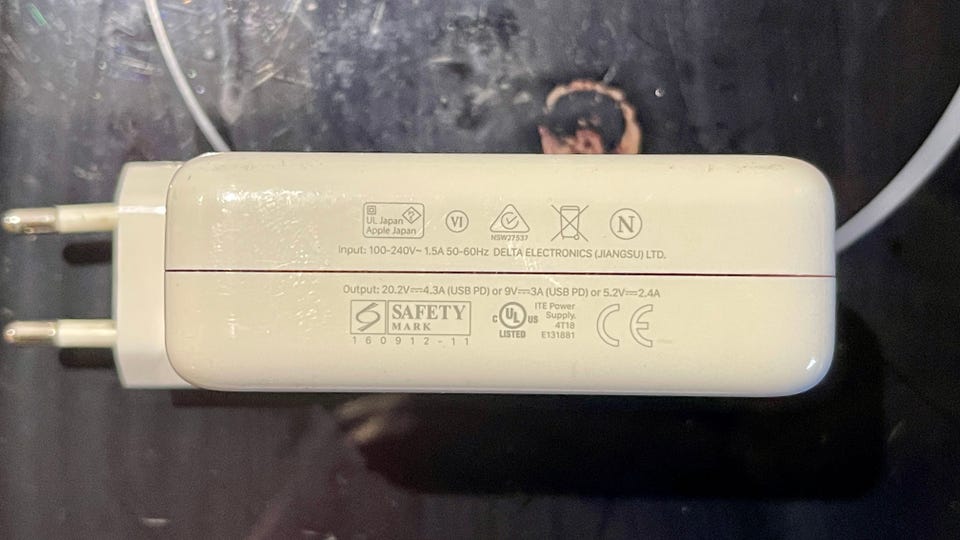 UL Japan
Apple Japan
VI
NSW27537
N
Input: 100-240V~ 1.5A 50-60Hz DELTA ELECTRONICS (JIANGSU) LTD.
Output: 20.2V⎓4.3A (USB PD) or 9V⎓3A (USB PD) or 5.2V⎓2.4A
S SAFETY
MARK
160912-11
C UL US
LISTED
ITE Power
Supply.
4T18
E131881
CE